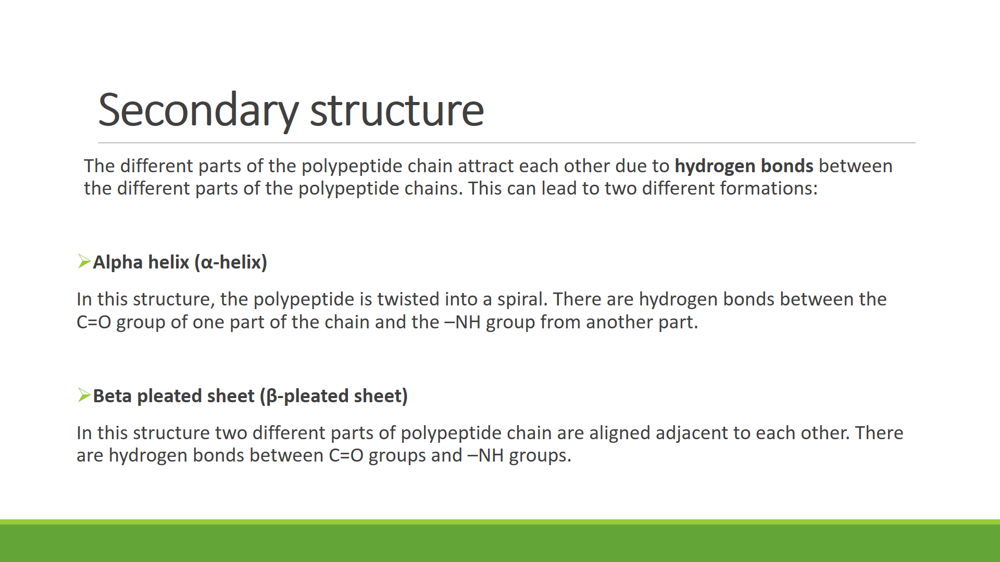 Secondary structure
The different parts of the polypeptide chain attract each other due to hydrogen bonds between
the different parts of the polypeptide chains. This can lead to two different formations:
Alpha helix (α-helix)
In this structure, the polypeptide is twisted into a spiral. There are hydrogen bonds between the
C=O group of one part of the chain and the –NH group from another part.
Beta pleated sheet (β-pleated sheet)
In this structure two different parts of polypeptide chain are aligned adjacent to each other. There
are hydrogen bonds between C=O groups and –NH groups.